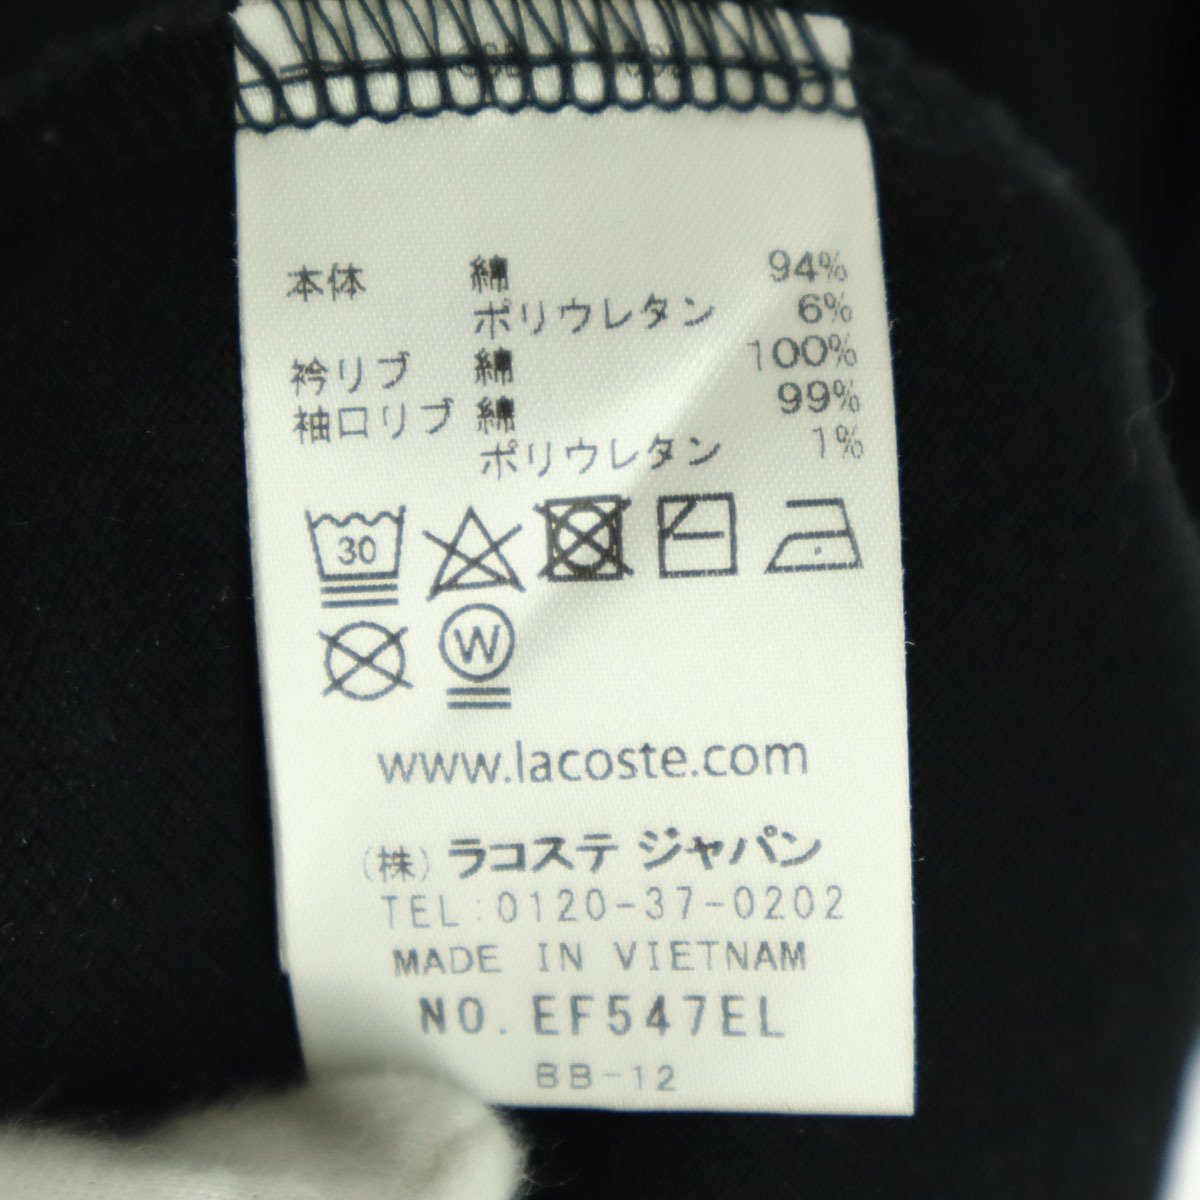 本体 綿 94%
ポリウレタン 6%
衿リブ 綿 100%
袖口リブ 綿 99%
ポリウレタン 1%
30
W
www.lacoste.com
(株) ラコステ ジャパン
TEL:0120-37-0202
MADE IN VIETNAM
NO. EF547EL
BB-12